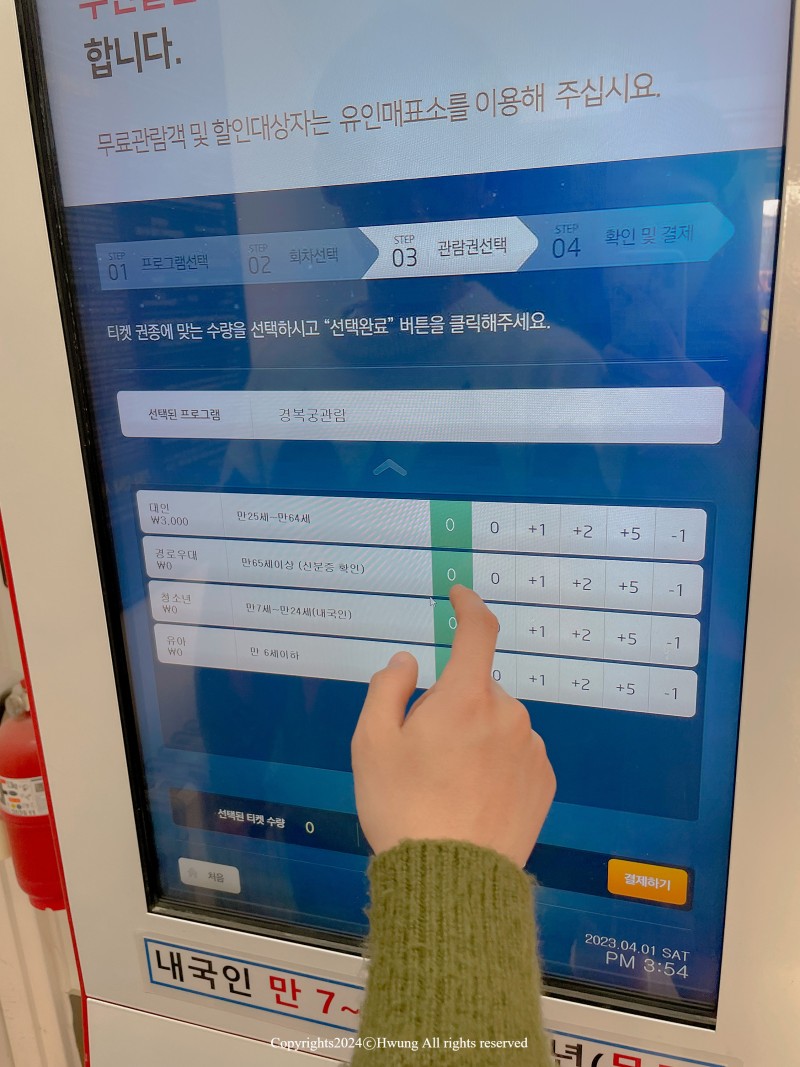 합니다.
무료관람객 및 할인대상자는 유인매표소를 이용해 주십시요.
STEP 01 프로그램선택 STEP 02 회차선택 STEP 03 관람권선택 STEP 04 확인 및 결제
티켓 권종에 맞는 수량을 선택하시고 “선택완료” 버튼을 클릭해주세요.
선택된 프로그램 경복궁관람
대인 ₩3,000 만25세~만64세 0 0 +1 +2 +5 -1
경로우대 ₩0 만65세이상 (신분증 확인) 0 0 +1 +2 +5 -1
청소년 ₩0 만7세~만24세(내국인) 0 +1 +2 +5 -1
유아 ₩0 만 6세이하 0 +1 +2 +5 -1
선택된 티켓 수량 0
처음 결제하기
2023.04.01 SAT
PM 3:54
내국인 만 7~
Copyrights2024ⓒHwung All rights reserved